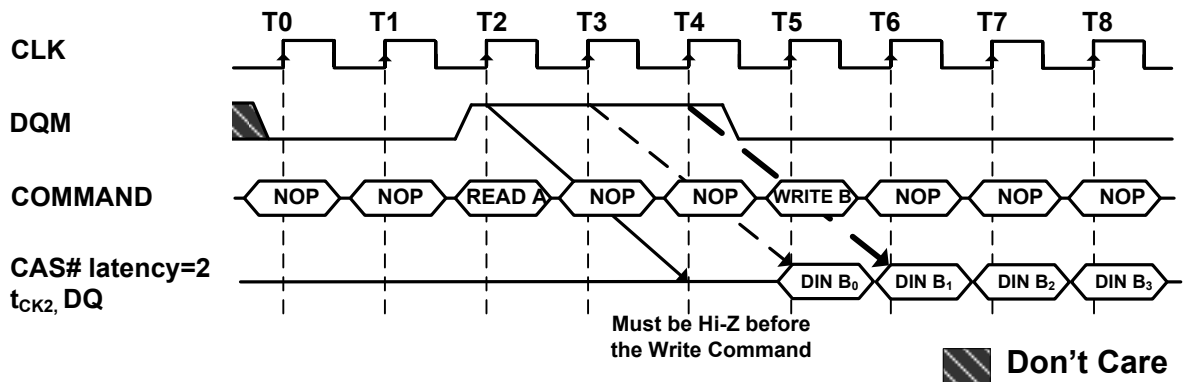 T0 T1 T2 T3 T4 T5 T6 T7 T8
CLK
DQM
COMMAND NOP NOP READ A NOP NOP WRITE B NOP NOP NOP
CAS# latency=2
tCK2, DQ DIN B0 DIN B1 DIN B2 DIN B3
Must be Hi-Z before
the Write Command
Don't Care